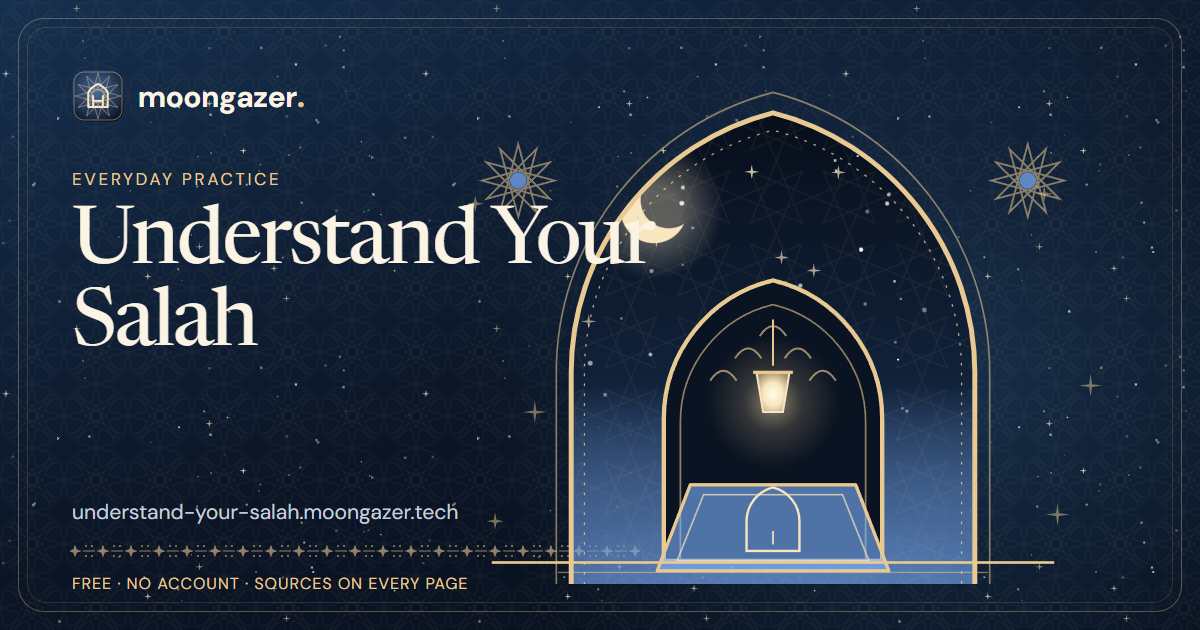 moongazer.
EVERYDAY PRACTICE
Understand Your
Salah
understand-your-salah.moongazer.tech
FREE · NO ACCOUNT · SOURCES ON EVERY PAGE